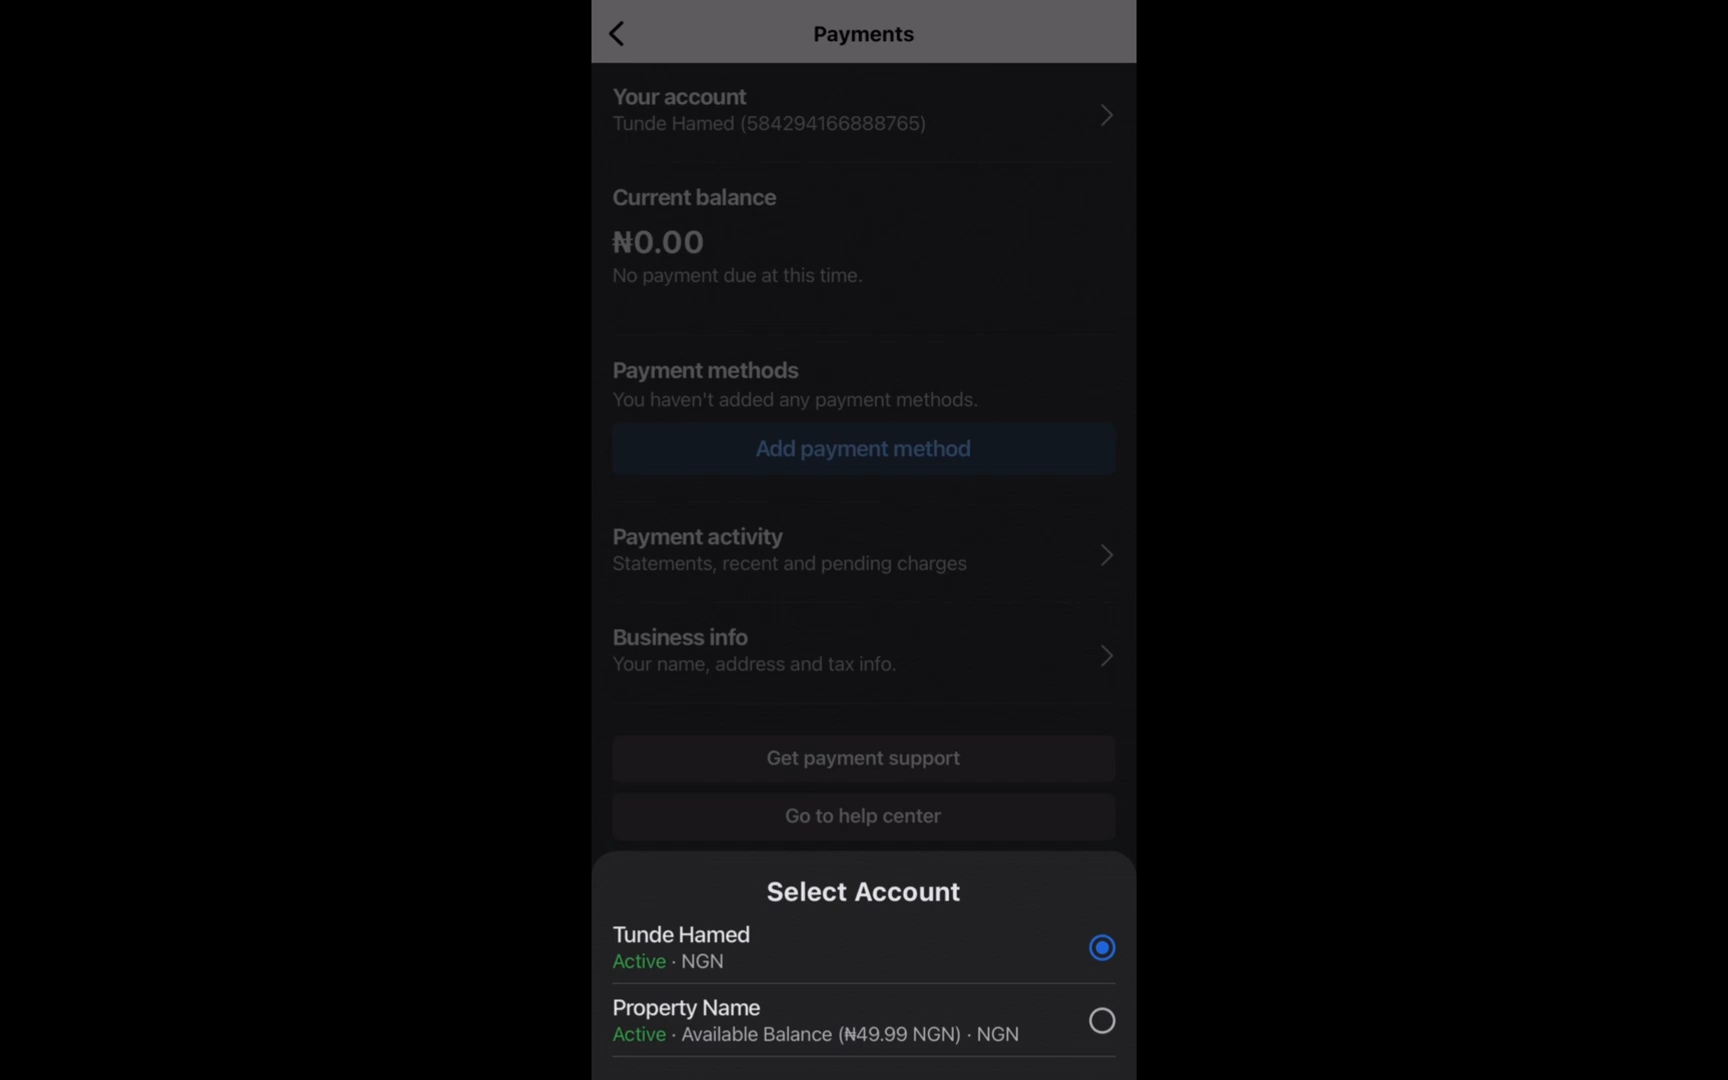 Payments
Your account
Tunde Hamed (584294166888765)
Current balance
₦0.00
No payment due at this time.
Payment methods
You haven't added any payment methods.
Add payment method
Payment activity
Statements, recent and pending charges
Business info
Your name, address and tax info.
Get payment support
Go to help center
Select Account
Tunde Hamed
Active · NGN
Property Name
Active · Available Balance (₦49.99 NGN) · NGN